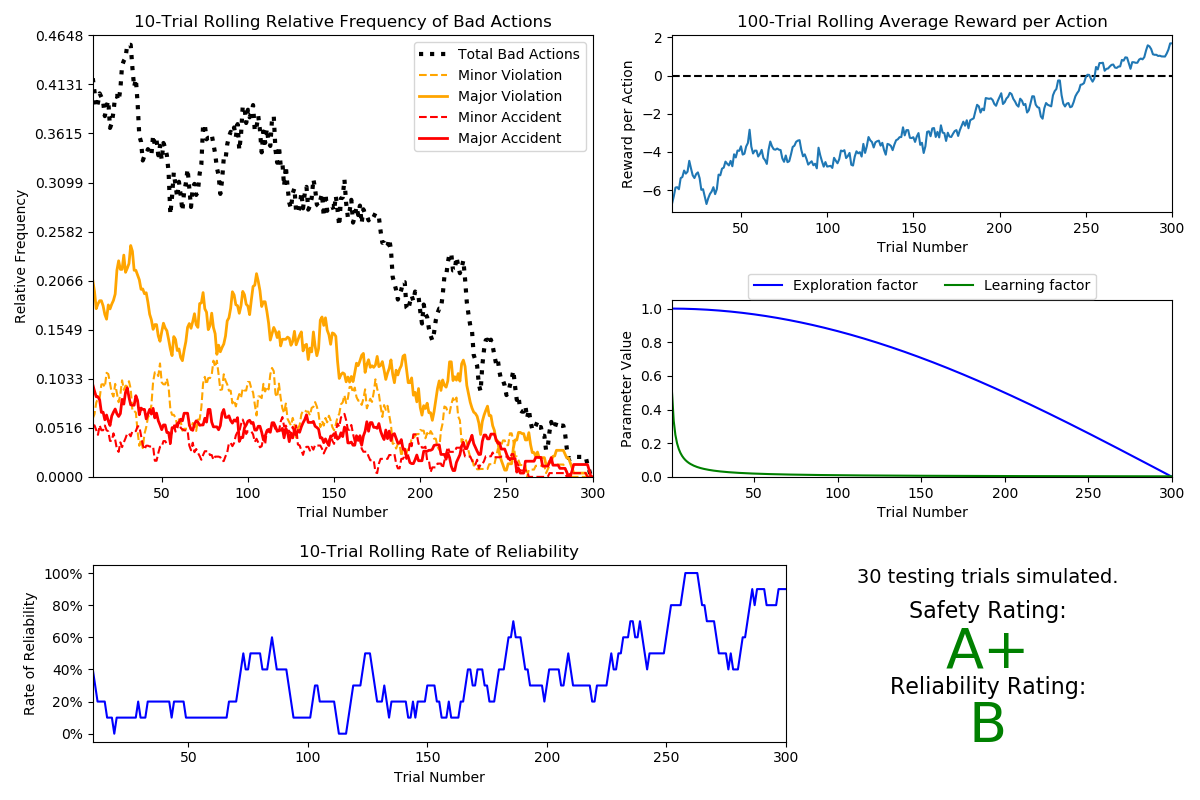 10-Trial Rolling Relative Frequency of Bad Actions
0.4648
0.4131
0.3615
0.3099
0.2582
0.2066
0.1549
0.1033
0.0516
0.0000
Relative Frequency
Total Bad Actions
Minor Violation
Major Violation
Minor Accident
Major Accident
50 100 150 200 250 300
Trial Number
100-Trial Rolling Average Reward per Action
2
0
−2
−4
−6
Reward per Action
50 100 150 200 250 300
Trial Number
Exploration factor Learning factor
1.0
0.8
0.6
0.4
0.2
0.0
Parameter Value
50 100 150 200 250 300
Trial Number
10-Trial Rolling Rate of Reliability
100%
80%
60%
40%
20%
0%
Rate of Reliability
50 100 150 200 250 300
Trial Number
30 testing trials simulated.
Safety Rating:
A+
Reliability Rating:
B